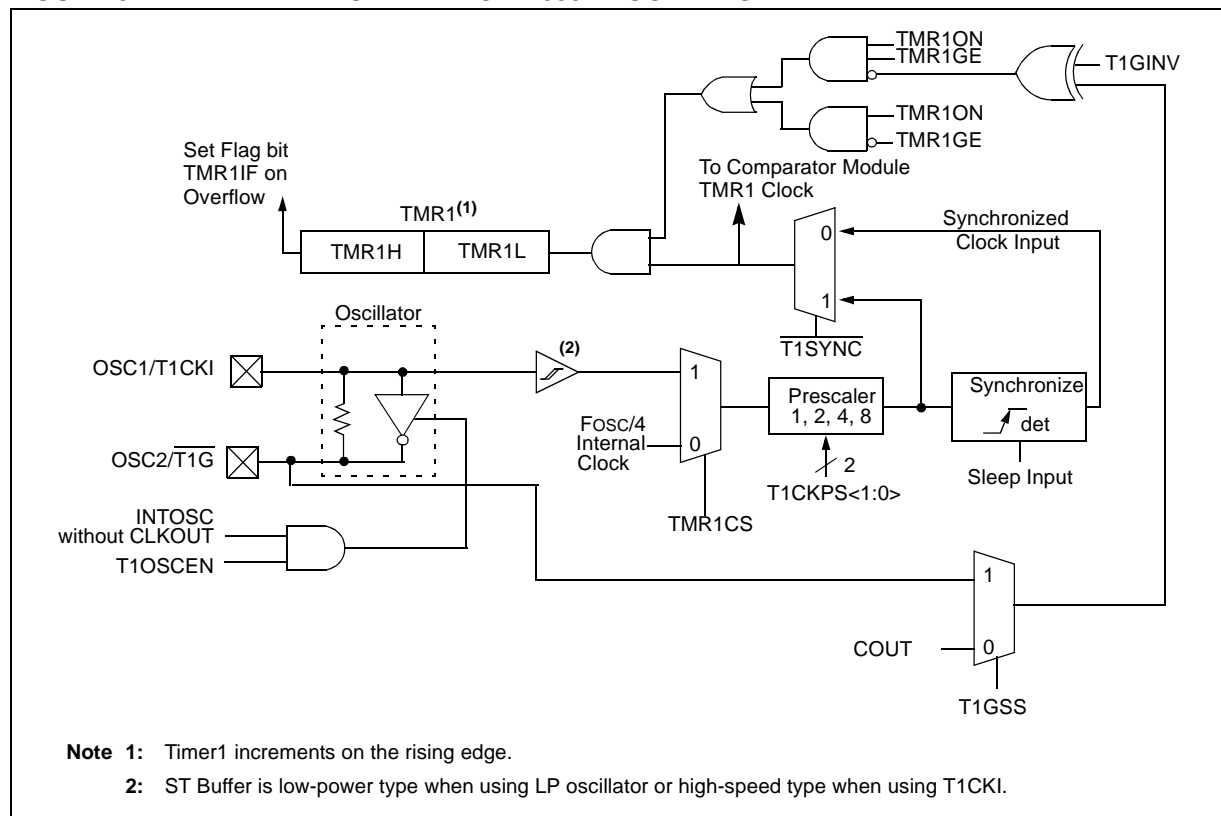 TMR1ON
TMR1GE
T1GINV
TMR1ON
TMR1GE
Set Flag bit
TMR1IF on
Overflow
To Comparator Module
TMR1 Clock
TMR1(1)
TMR1H
TMR1L
0
1
Synchronized
Clock Input
T1SYNC
Oscillator
(2)
OSC1/T1CKI
1
Prescaler
1, 2, 4, 8
Synchronize
det
FOSC/4
Internal
Clock
0
OSC2/T1G
2
T1CKPS<1:0>
Sleep Input
INTOSC
without CLKOUT
T1OSCEN
TMR1CS
1
COUT
0
T1GSS
Note 1: Timer1 increments on the rising edge.
2: ST Buffer is low-power type when using LP oscillator or high-speed type when using T1CKI.